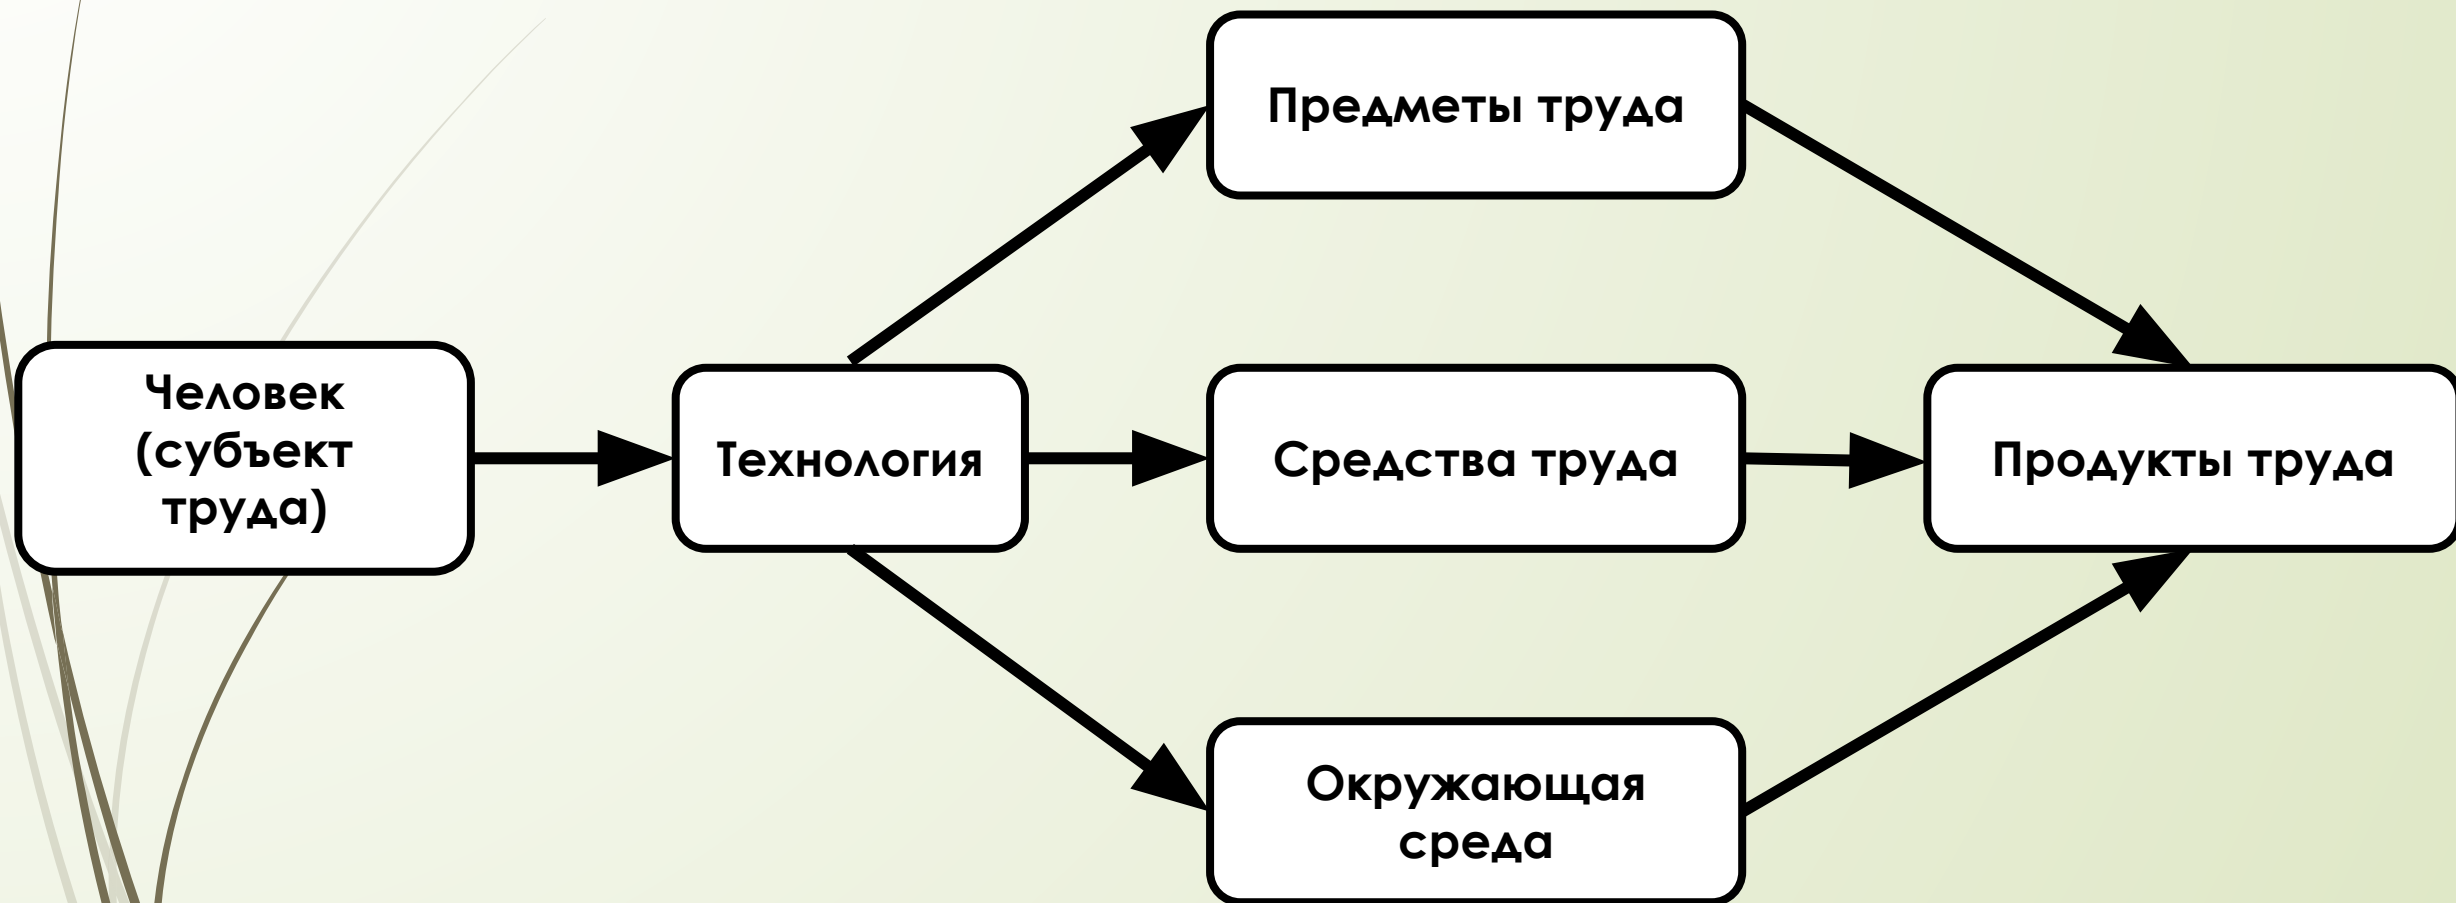 Предметы труда
Человек
(субъект
труда)
Технология
Средства труда
Продукты труда
Окружающая
среда